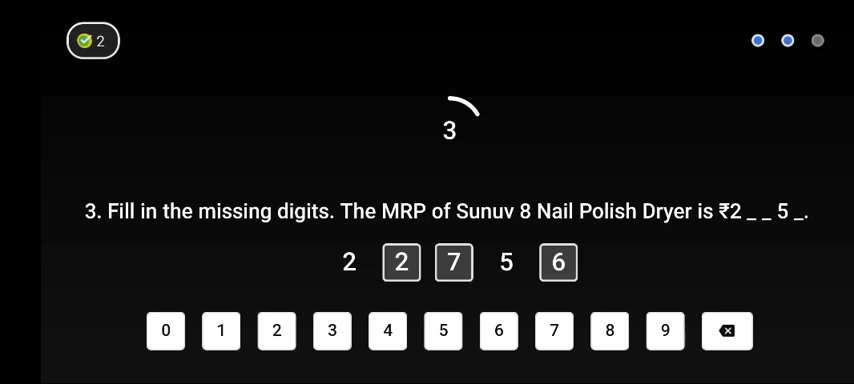 2
3
3. Fill in the missing digits. The MRP of Sunuv 8 Nail Polish Dryer is ₹2 _ _ 5 _.
2 2 7 5 6
0 1 2 3 4 5 6 7 8 9